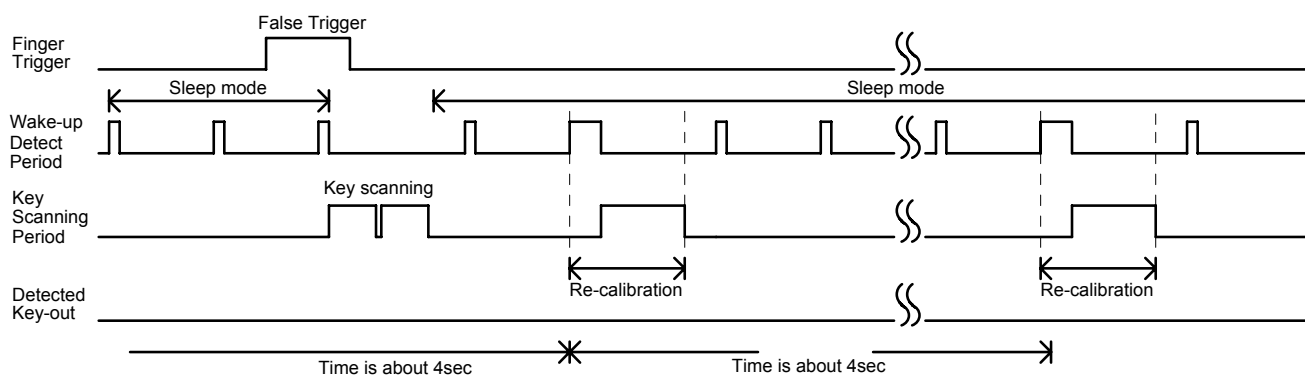 False Trigger
Finger
Trigger
Sleep mode
Sleep mode
Wake-up
Detect
Period
Key scanning
Key
Scanning
Period
Re-calibration
Re-calibration
Detected
Key-out
Time is about 4sec
Time is about 4sec